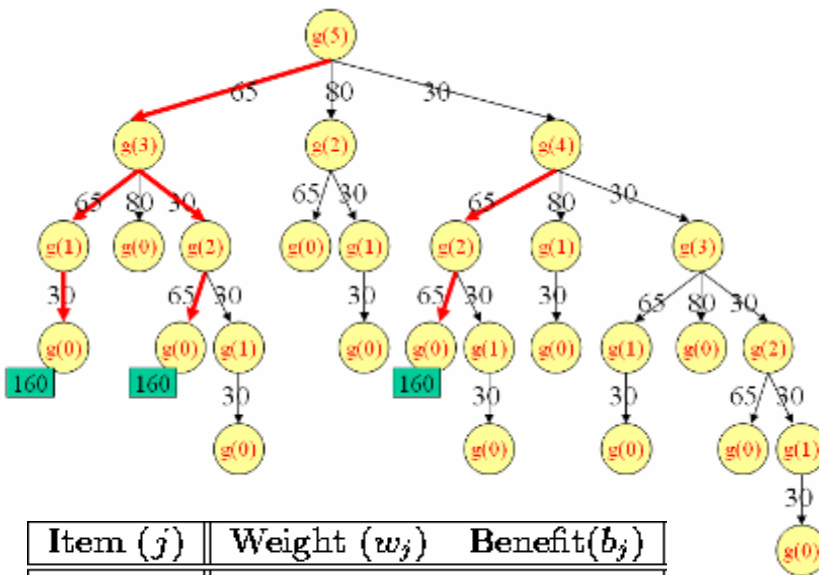 g(5)
65 80 30
g(3) g(2) g(4)
65 80 30 65 30 65 80 30
g(1) g(0) g(2) g(0) g(1) g(2) g(1) g(3)
30 65 30 30 65 30 30 65 80 30
g(0) g(0) g(1) g(0) g(0) g(1) g(0) g(1) g(0) g(2)
160 160 160
30 30 30 65 30
g(0) g(0) g(0) g(0) g(1)
30
g(0)
Item (j) Weight (wj) Benefit(bj)